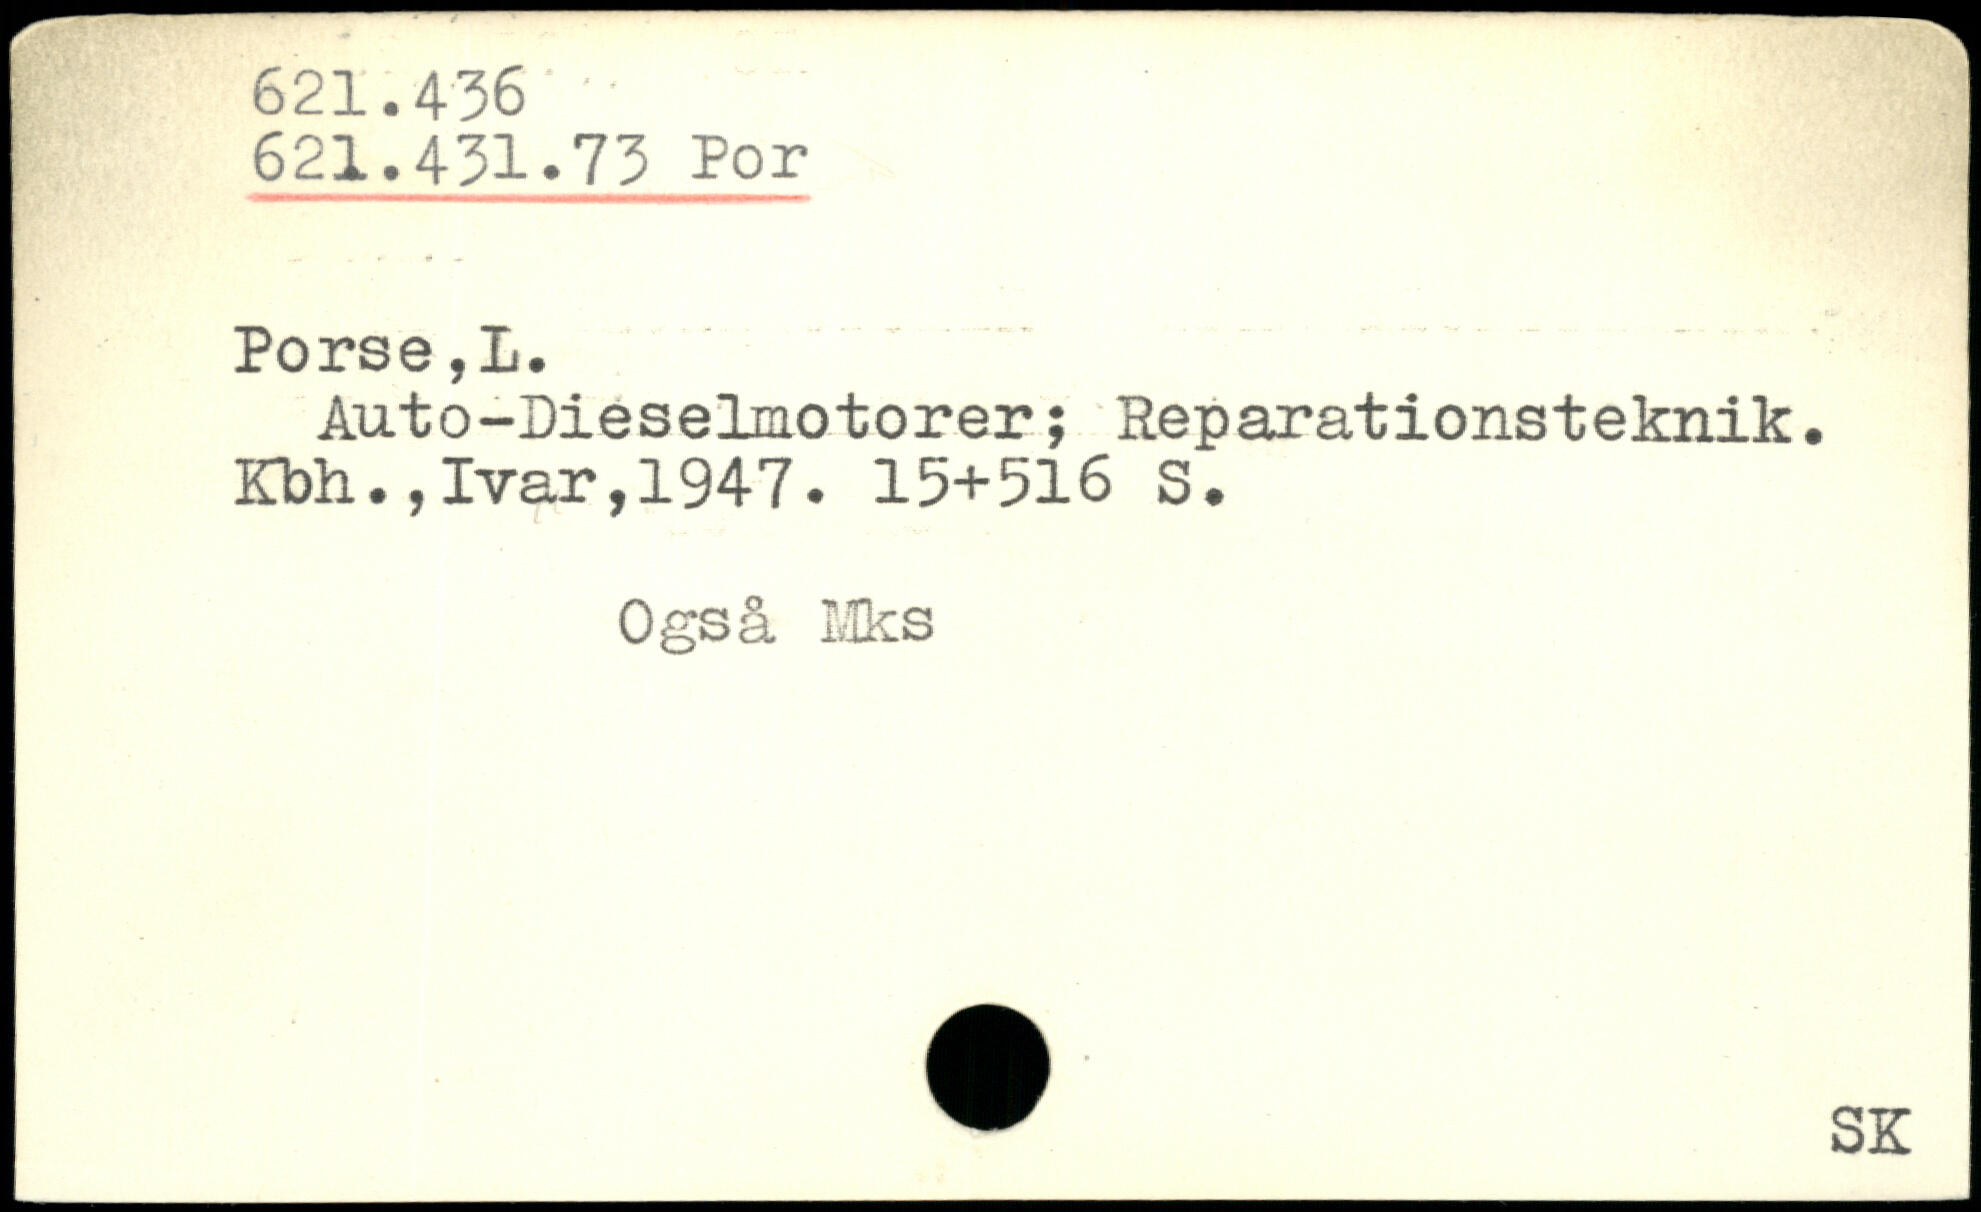 621.436
621.431.73 Por
Porse,L.
Auto-Dieselmotorer; Reparationsteknik.
Kbh.,Ivar,1947. 15+516 S.
Også Mks
SK